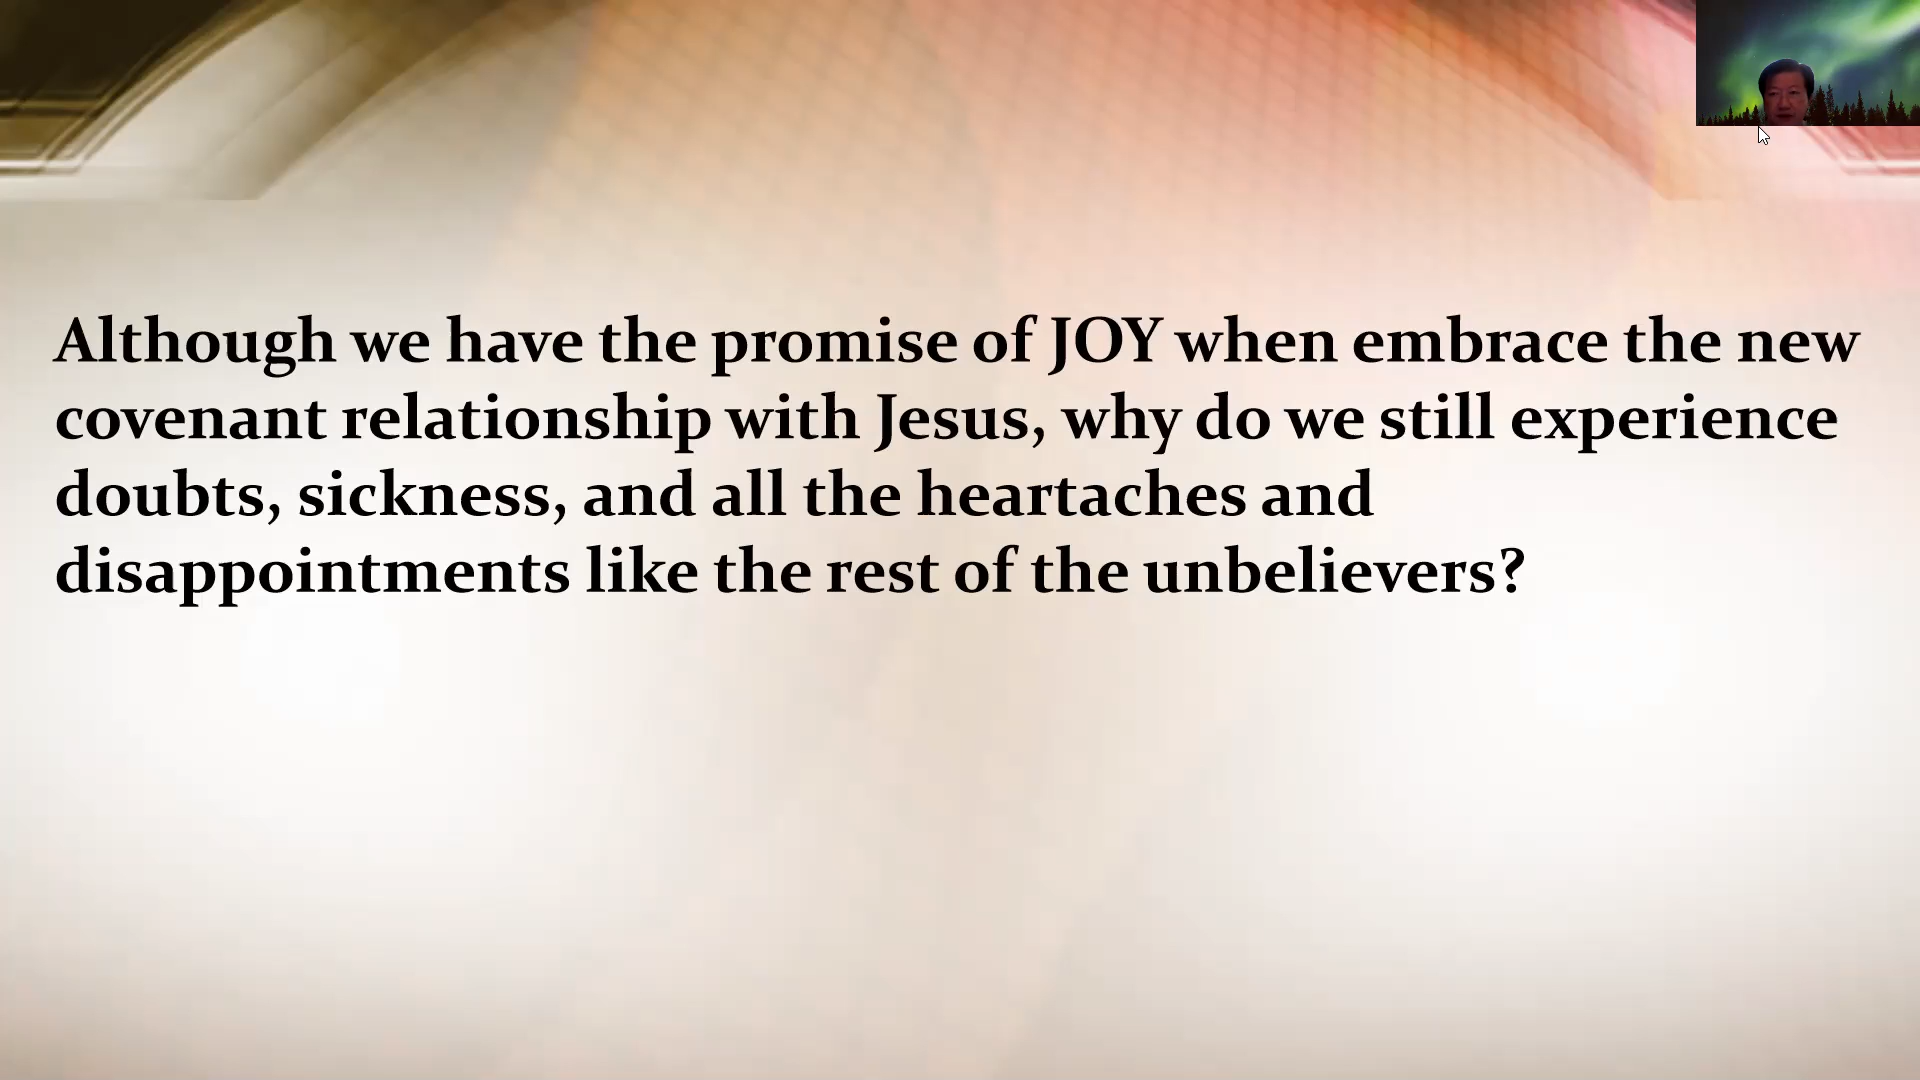 Although we have the promise of JOY when embrace the new
covenant relationship with Jesus, why do we still experience
doubts, sickness, and all the heartaches and
disappointments like the rest of the unbelievers?